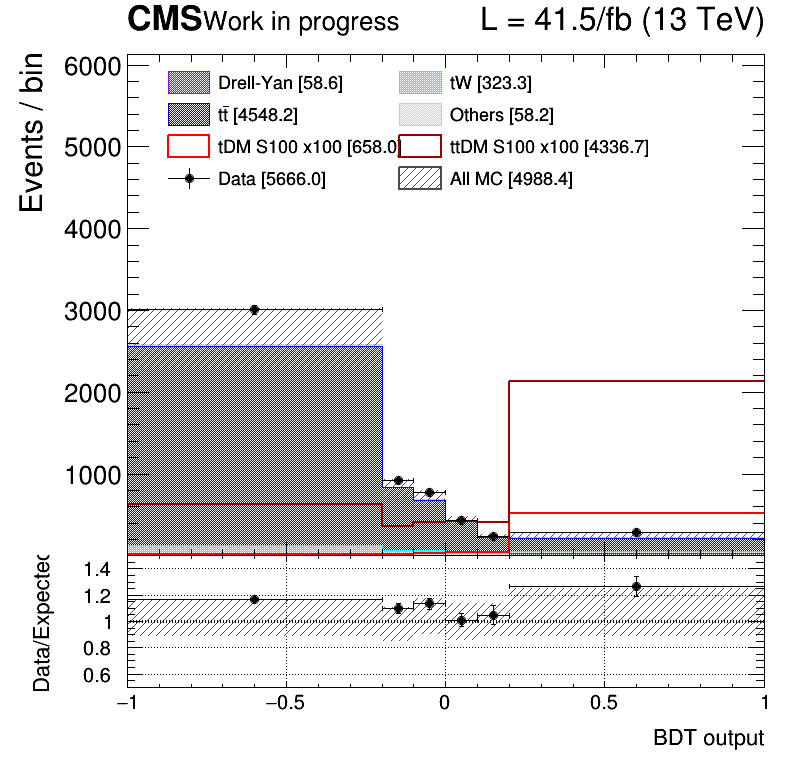 CMS Work in progress L = 41.5/fb (13 TeV)
Events / bin
6000
5000
4000
3000
2000
1000
Drell-Yan [58.6] tW [323.3]
tt̄ [4548.2] Others [58.2]
tDM S100 x100 [658.0] ttDM S100 x100 [4336.7]
Data [5666.0] All MC [4988.4]
Data/Expected
1.4
1.2
1
0.8
0.6
−1 −0.5 0 0.5 1
BDT output